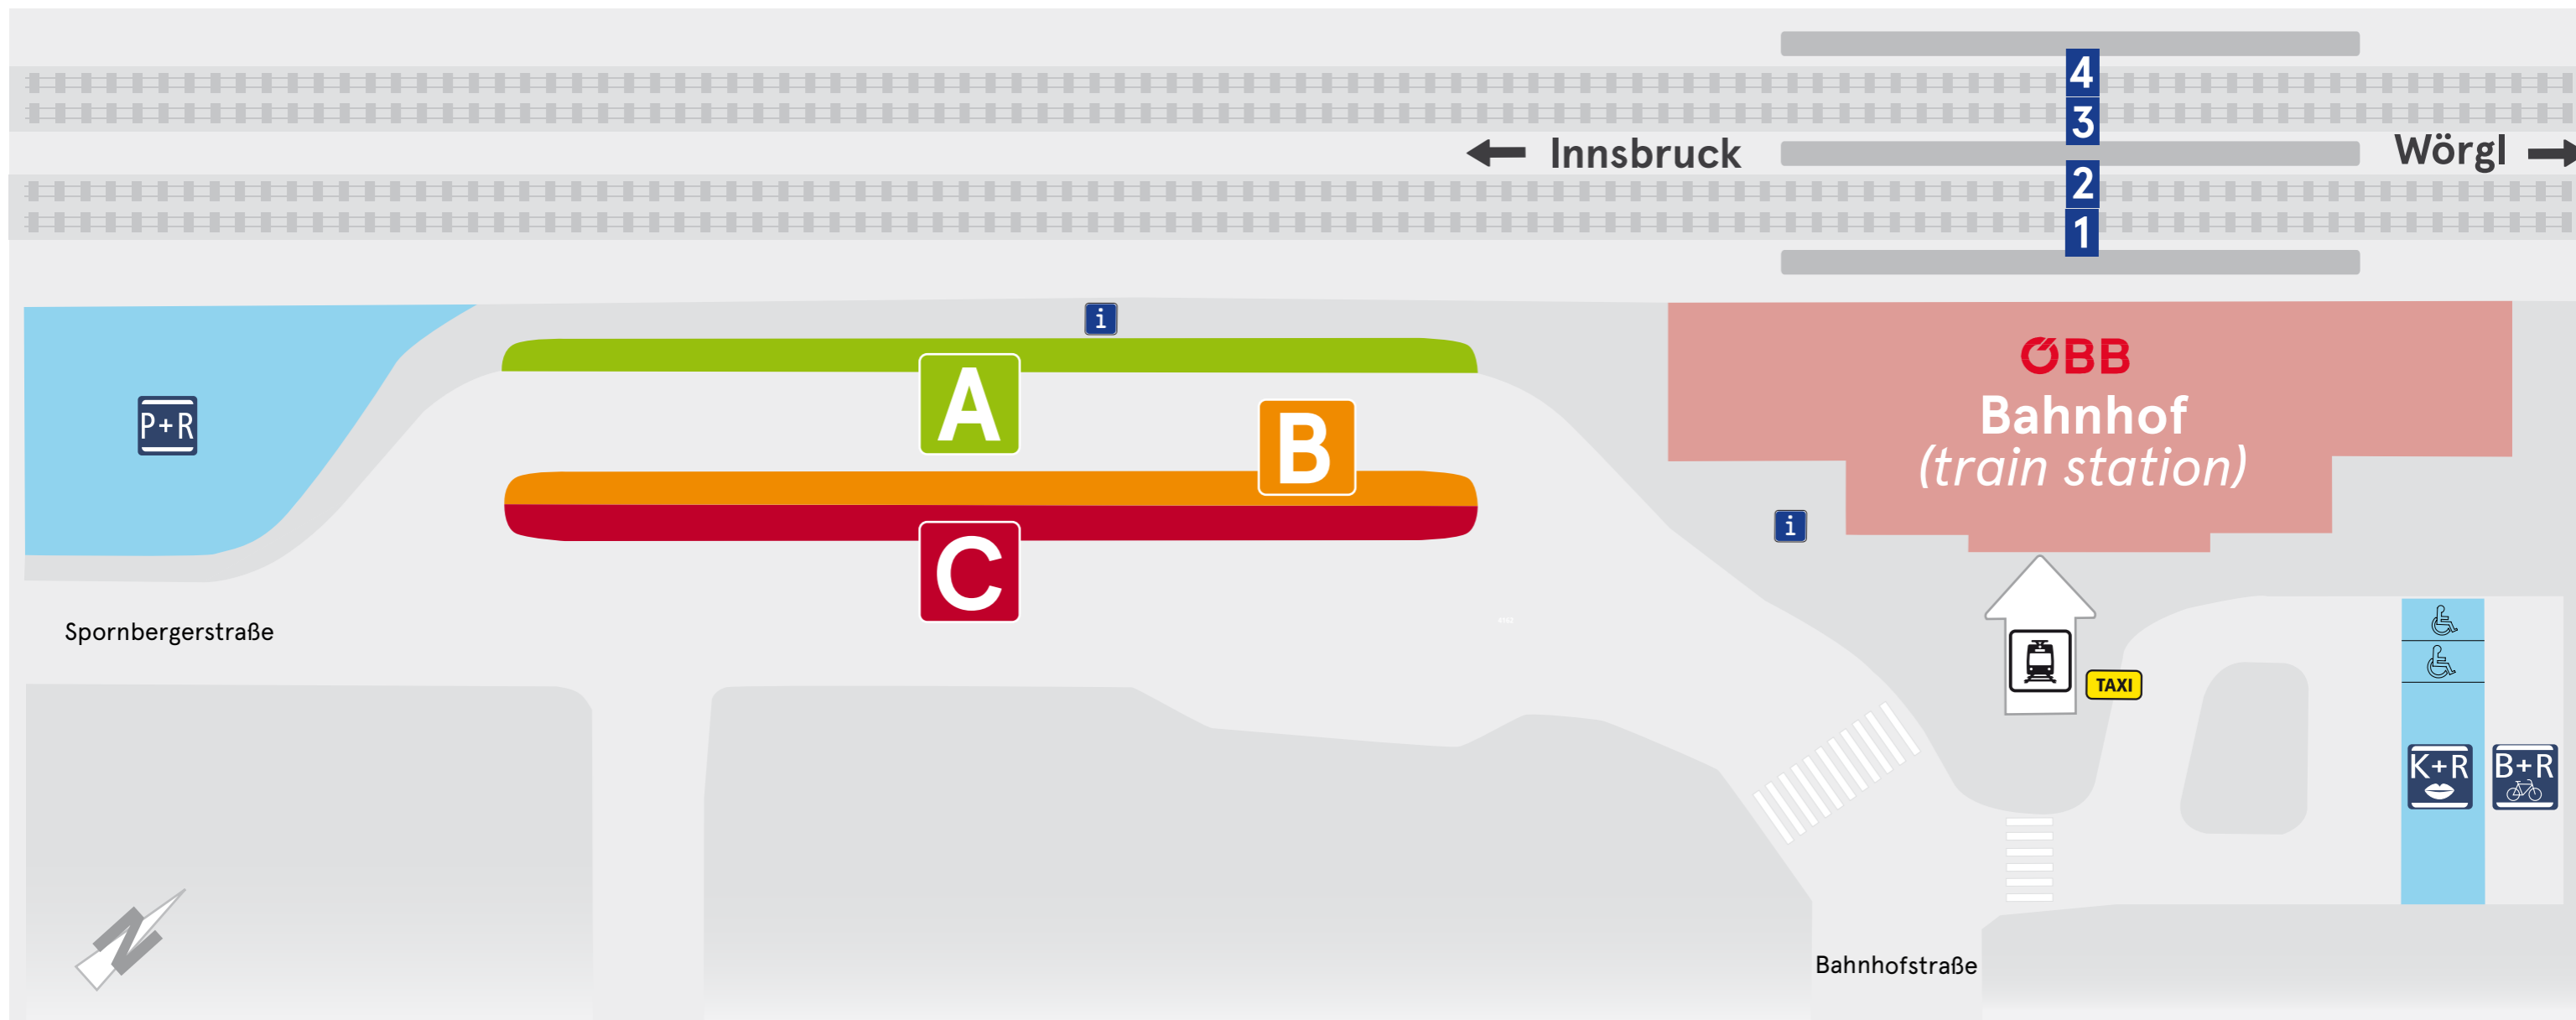 4
3
← Innsbruck
Wörgl →
2
1
i
ÖBB
Bahnhof
(train station)
A
B
P+R
C
i
Spornbergerstraße
TAXI
K+R
B+R
N
Bahnhofstraße